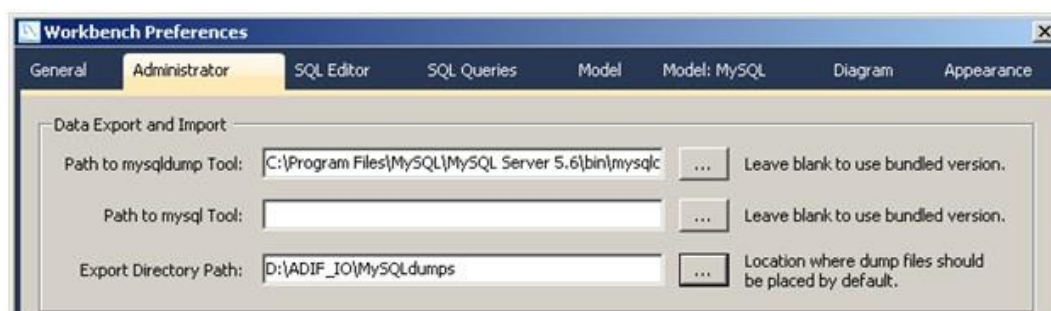 Workbench Preferences
General Administrator SQL Editor SQL Queries Model Model: MySQL Diagram Appearance
Data Export and Import
Path to mysqldump Tool: C:\Program Files\MySQL\MySQL Server 5.6\bin\mysqlc ... Leave blank to use bundled version.
Path to mysql Tool: ... Leave blank to use bundled version.
Export Directory Path: D:\ADIF_IO\MySQLdumps ... Location where dump files should
be placed by default.